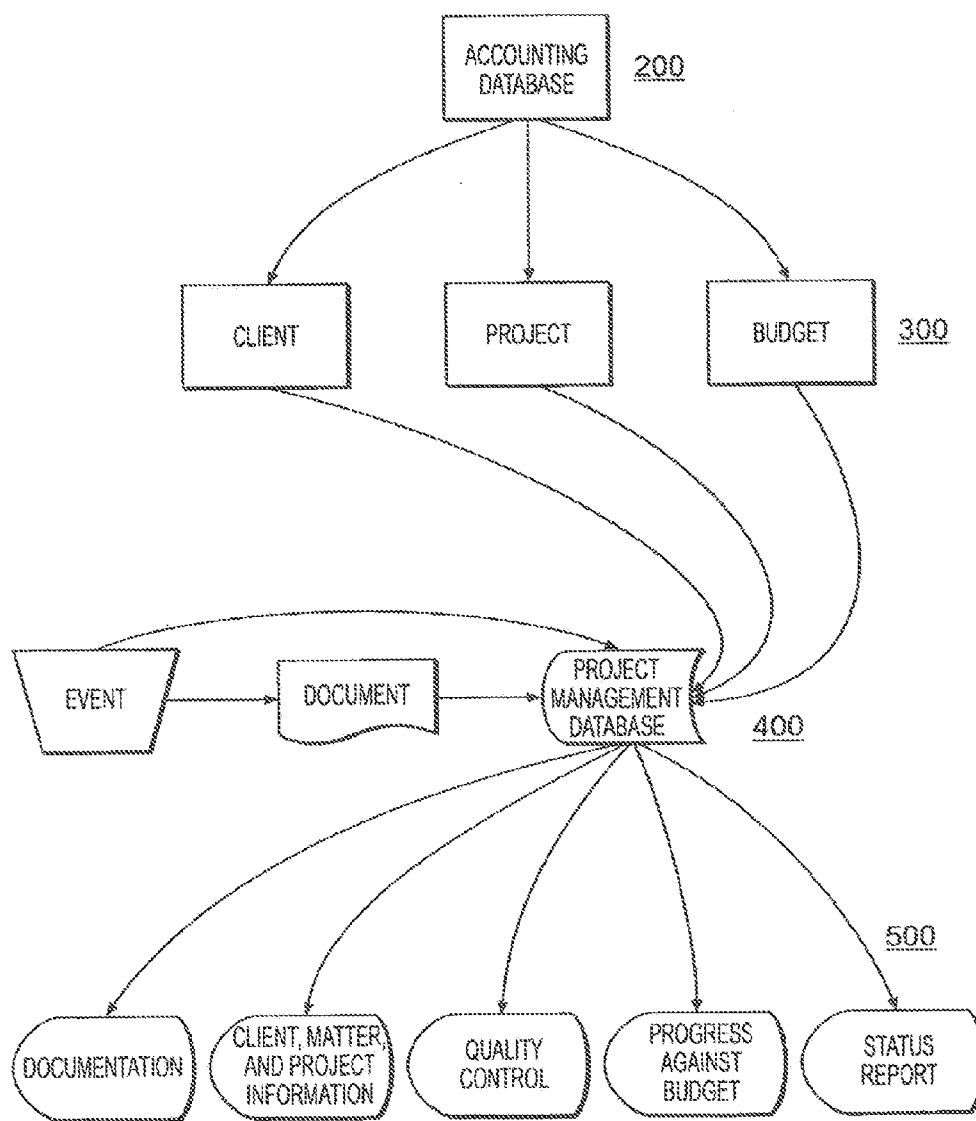 ACCOUNTING
DATABASE
200
CLIENT
PROJECT
BUDGET
300
EVENT
DOCUMENT
PROJECT
MANAGEMENT
DATABASE
400
500
DOCUMENTATION
CLIENT, MATTER,
AND PROJECT
INFORMATION
QUALITY
CONTROL
PROGRESS
AGAINST
BUDGET
STATUS
REPORT